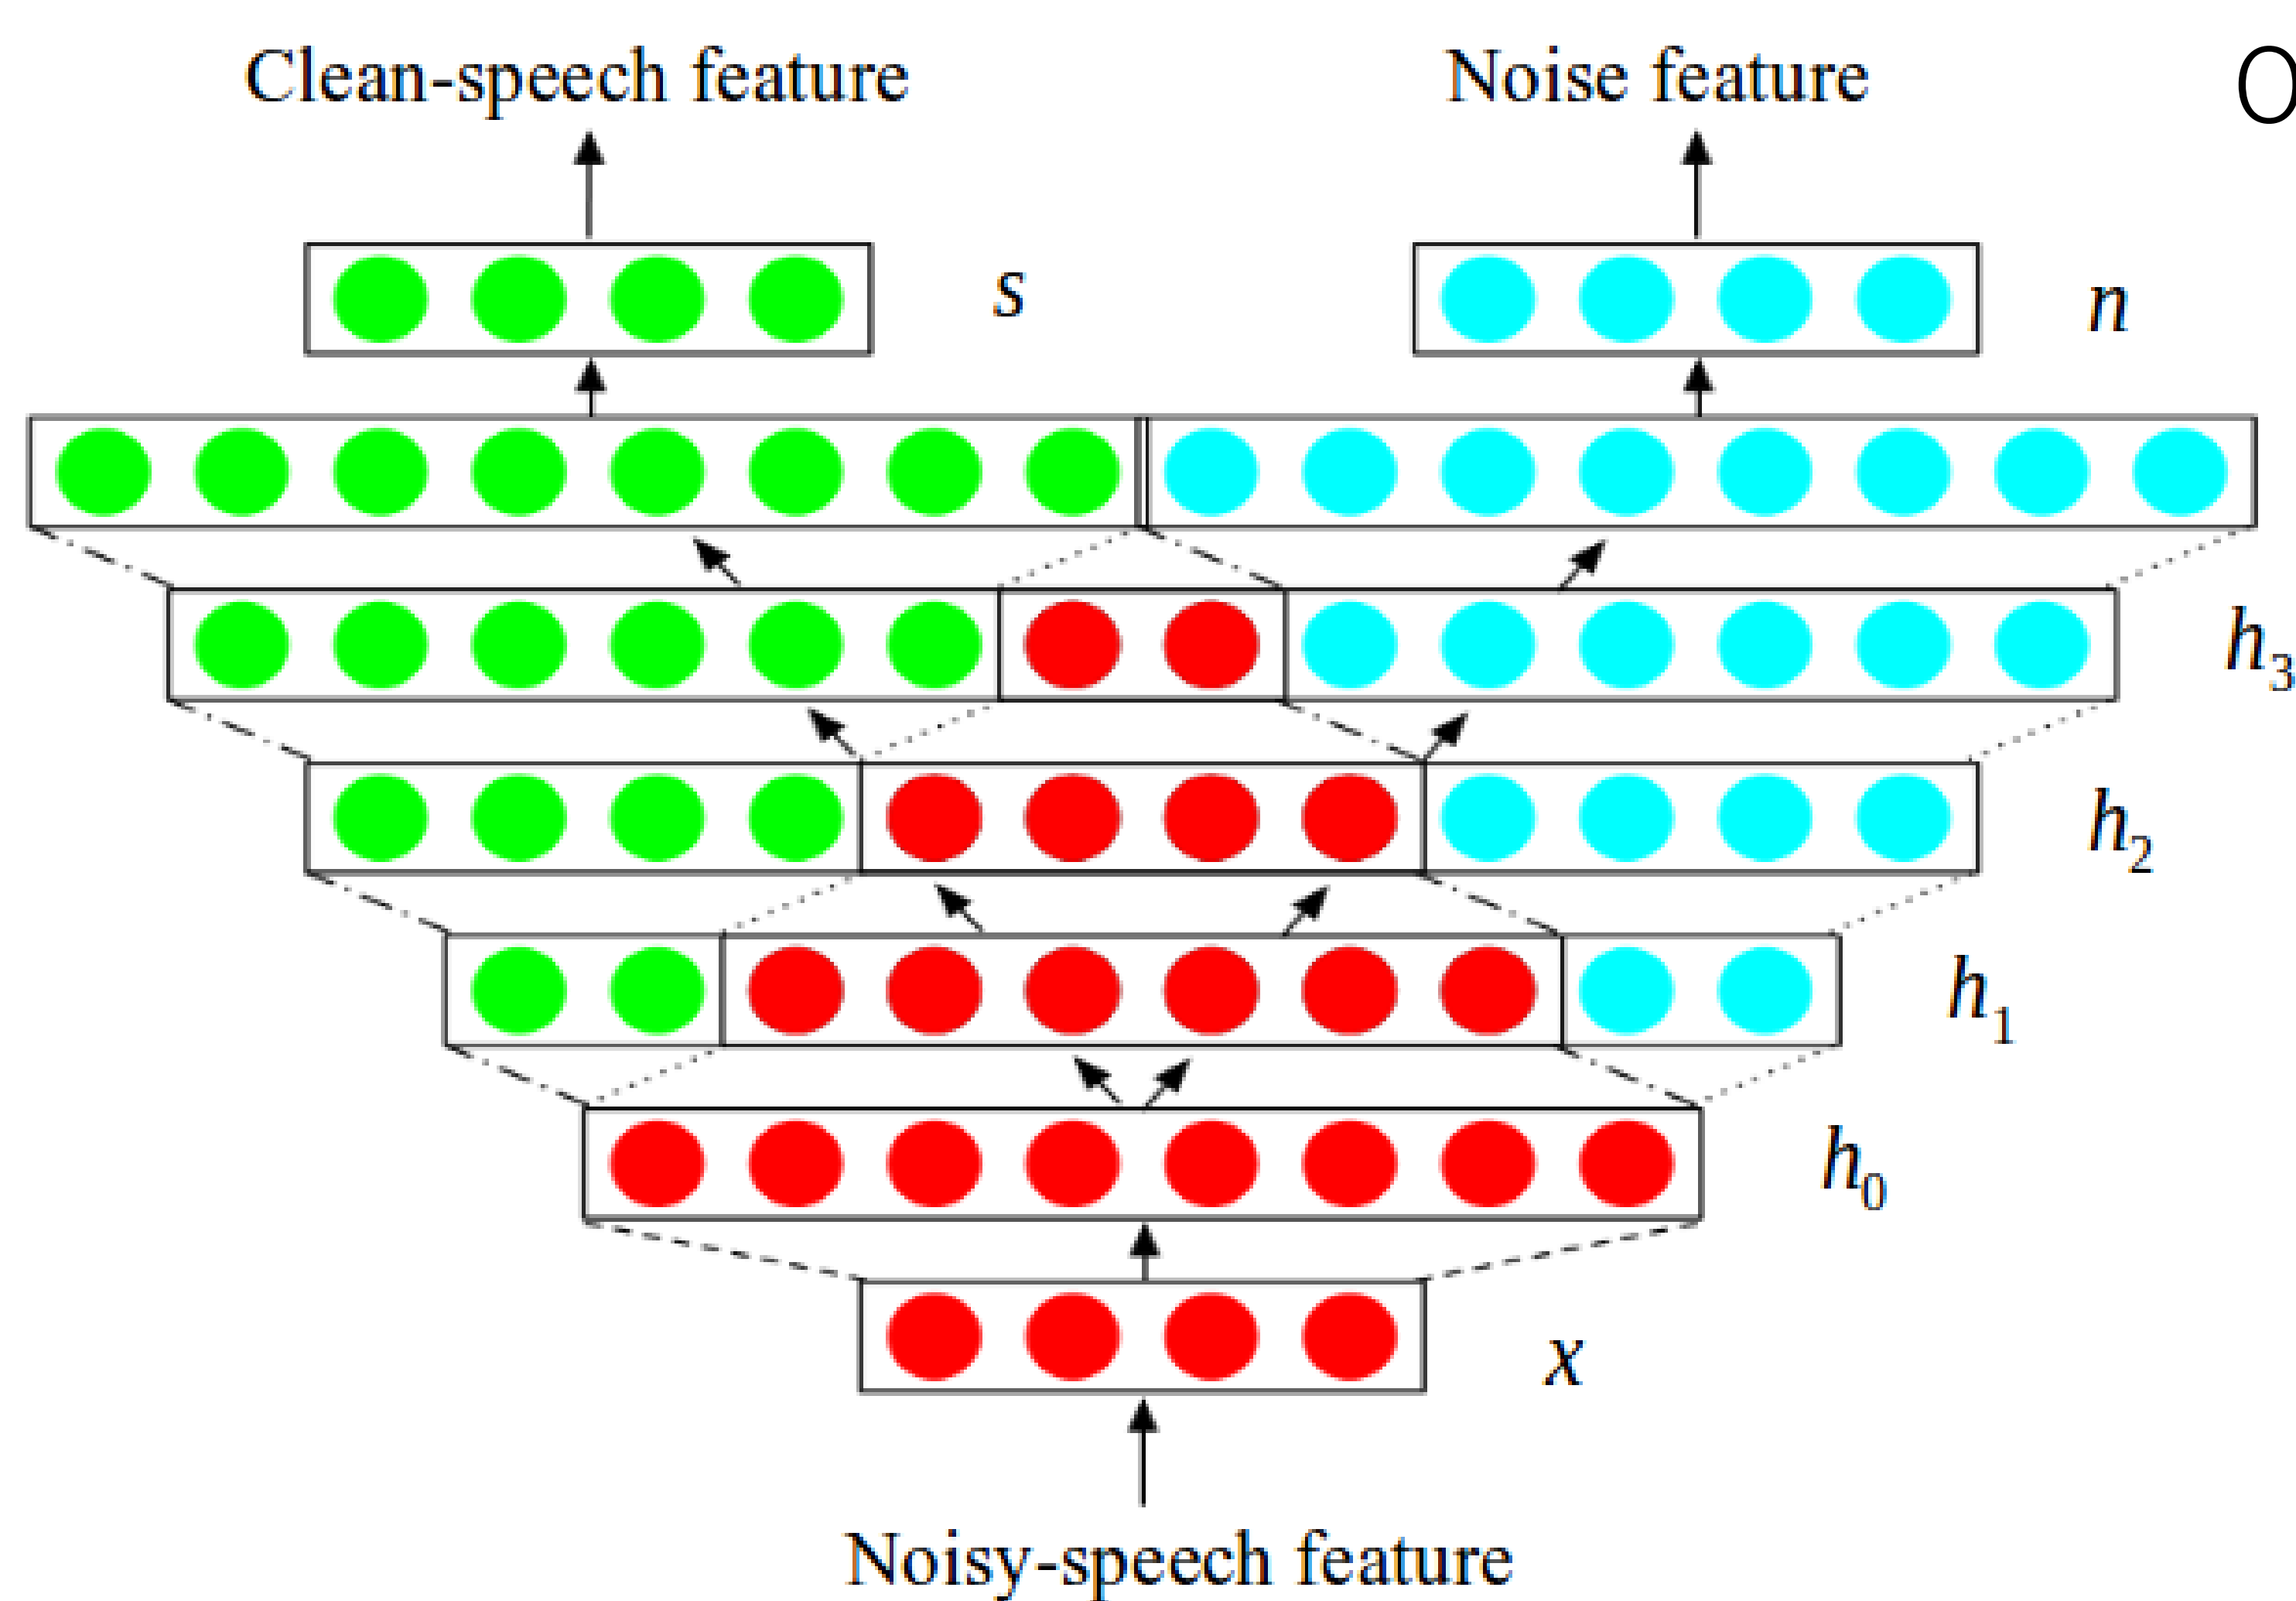 Clean-speech feature
Noise feature
O
s
n
h3
h2
h1
h0
x
Noisy-speech feature